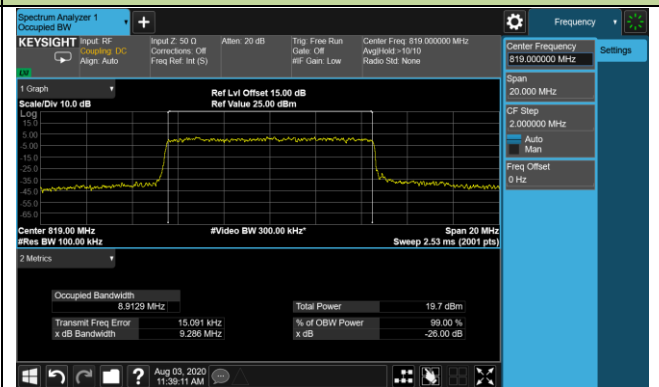 Spectrum Analyzer 1
Occupied BW
+
Frequency
KEYSIGHT
Input: RF
Coupling: DC
Align: Auto
Input Z: 50 Ω
Corrections: Off
Freq Ref: Int (S)
Atten: 20 dB
Trig: Free Run
Gate: Off
#IF Gain: Low
Center Freq: 819.000000 MHz
Avg|Hold:>10/10
Radio Std: None
LV
Center Frequency
819.000000 MHz
Settings
Span
20.000 MHz
CF Step
2.000000 MHz
Auto
Man
Freq Offset
0 Hz
1 Graph
Scale/Div 10.0 dB
Ref Lvl Offset 15.00 dB
Ref Value 25.00 dBm
Log
15.0
5.00
-5.00
-15.0
-25.0
-35.0
-45.0
-55.0
-65.0
Center 819.00 MHz
#Video BW 300.00 kHz*
Span 20 MHz
#Res BW 100.00 kHz
Sweep 2.53 ms (2001 pts)
2 Metrics
Occupied Bandwidth
8.9129 MHz
Total Power
19.7 dBm
Transmit Freq Error
15.091 kHz
% of OBW Power
99.00 %
x dB Bandwidth
9.286 MHz
x dB
-26.00 dB
?
Aug 03, 2020
11:39:11 AM